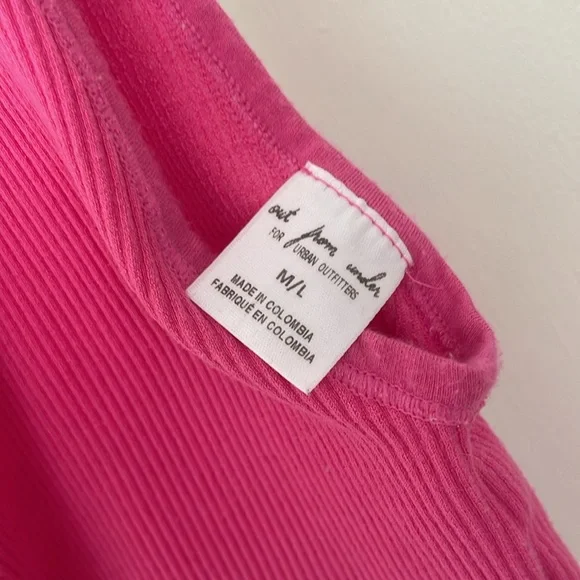 out from under
FOR URBAN OUTFITTERS
M/L
MADE IN COLOMBIA
FABRIQUÉ EN COLOMBIA